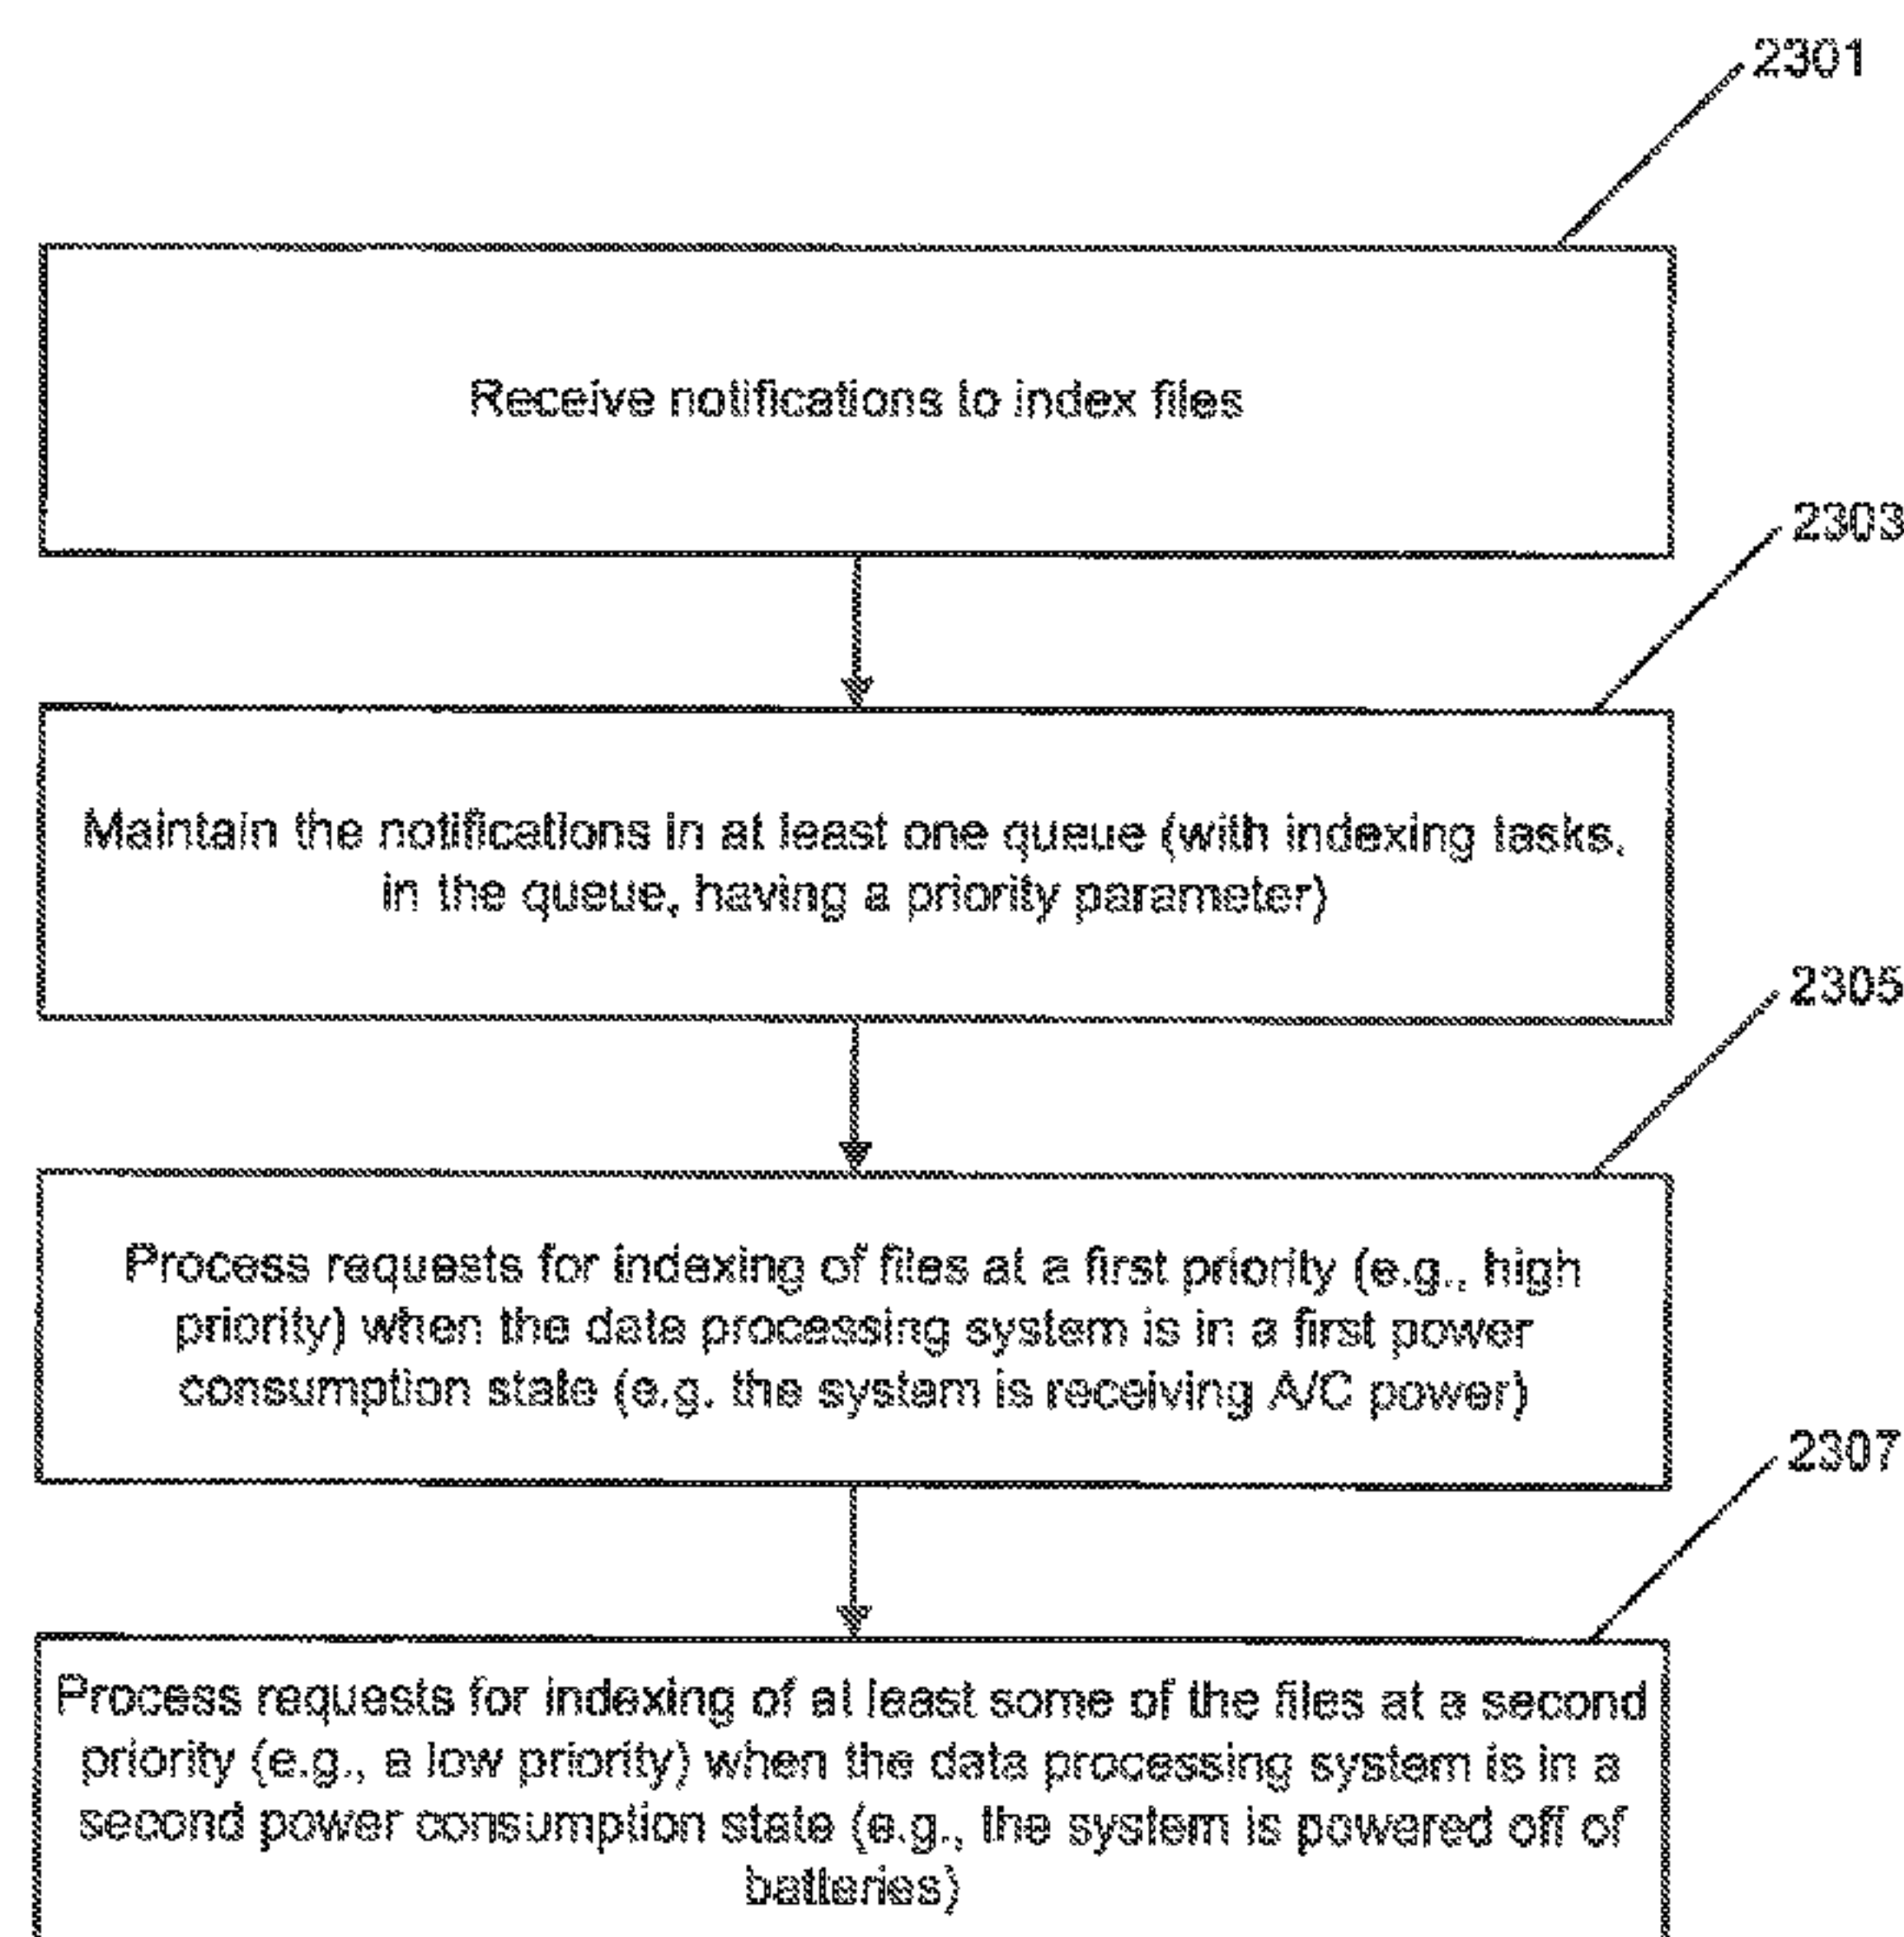 2301
Receive notifications to index files
2303
Maintain the notifications in at least one queue (with indexing tasks,
in the queue, having a priority parameter)
2305
Process requests for indexing of files at a first priority (e.g., high
priority) when the data processing system is in a first power
consumption state (e.g. the system is receiving A/C power)
2307
Process requests for indexing of at least some of the files at a second
priority (e.g., a low priority) when the data processing system is in a
second power consumption state (e.g., the system is powered off of
batteries)